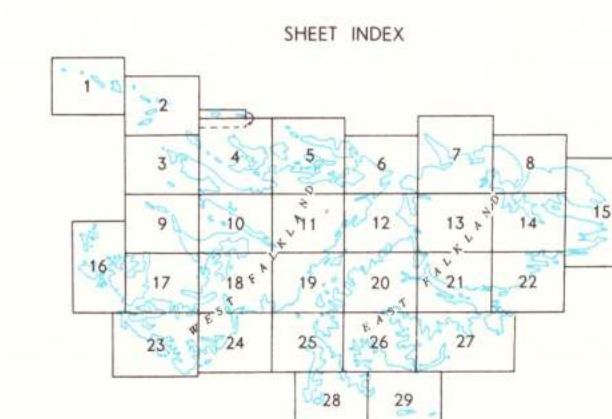 SHEET INDEX
1
2
3 4 5 6 7 8
9 10 11 12 13 14 15
16 17 18 19 20 21 22
23 24 25 26 27
28 29
WEST FALKLAND
EAST FALKLAND